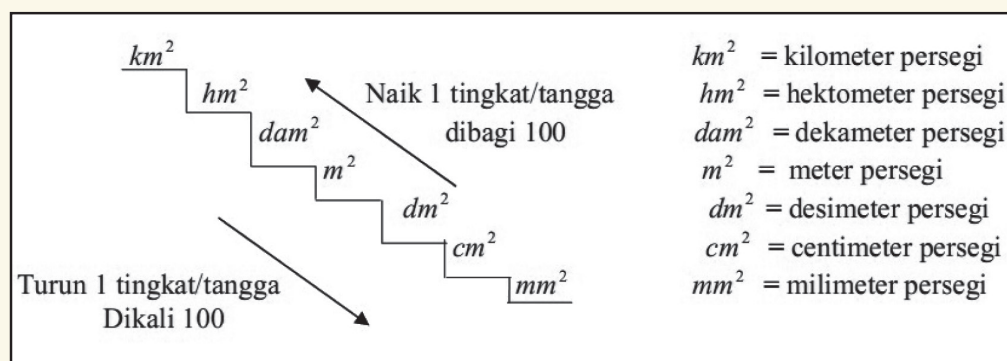 km²
hm²
dam²
m²
dm²
cm²
mm²
Naik 1 tingkat/tangga
dibagi 100
Turun 1 tingkat/tangga
Dikali 100
km² = kilometer persegi
hm² = hektometer persegi
dam² = dekameter persegi
m² = meter persegi
dm² = desimeter persegi
cm² = centimeter persegi
mm² = milimeter persegi